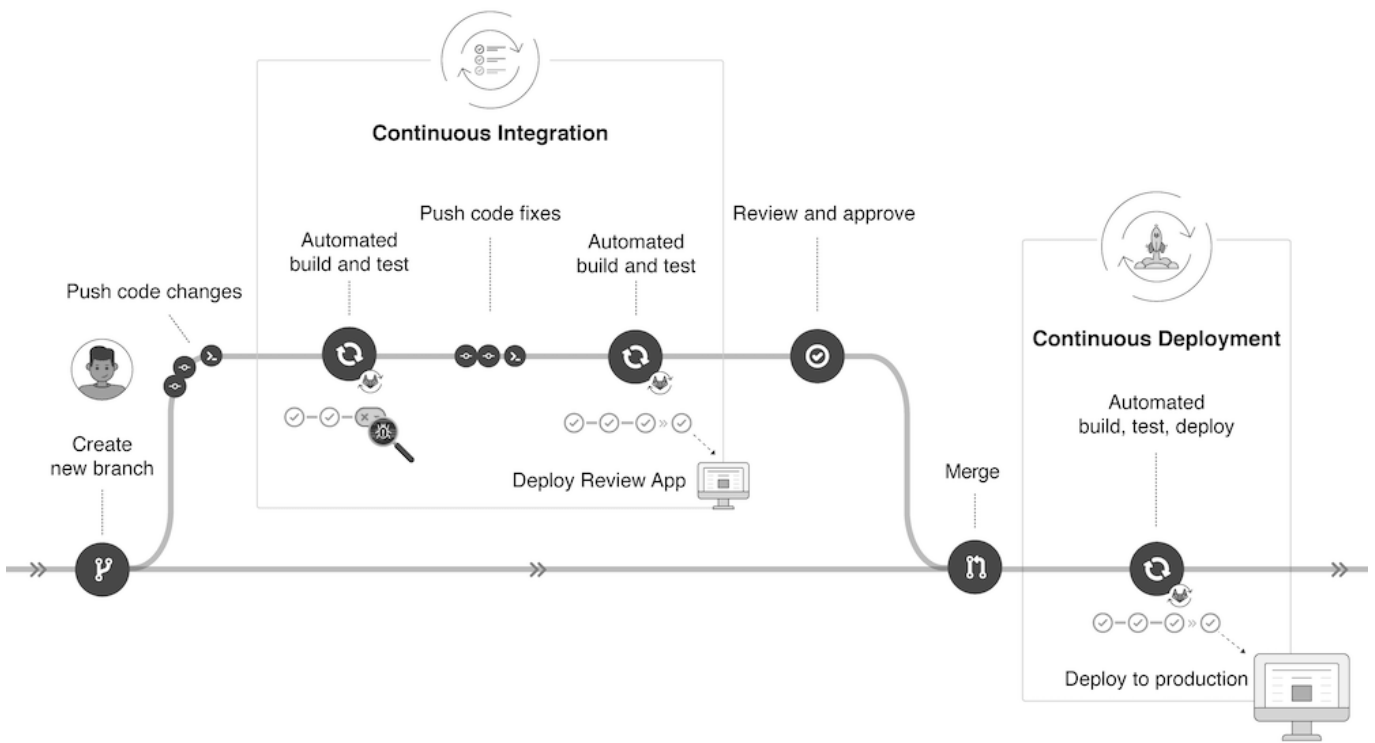 Continuous Integration
Push code fixes
Review and approve
Automated
build and test
Automated
build and test
Push code changes
Continuous Deployment
Automated
build, test, deploy
Create
new branch
Deploy Review App
Merge
Deploy to production